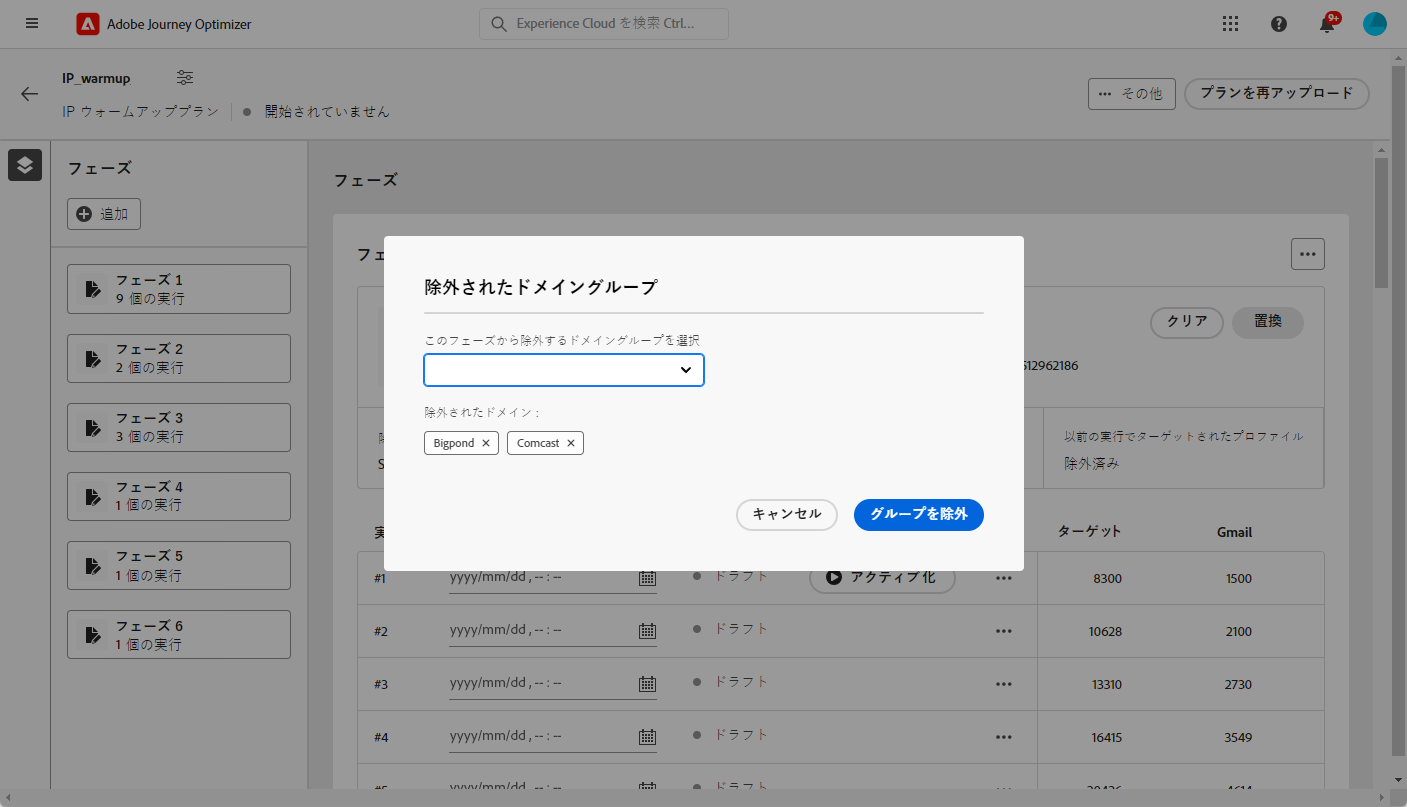 Adobe Journey Optimizer
Experience Cloud を検索 Ctrl...
9+
IP_warmup
IP ウォームアッププラン
開始されていません
その他
プランを再アップロード
フェーズ
追加
フェーズ 1
9 個の実行
フェーズ 2
2 個の実行
フェーズ 3
3 個の実行
フェーズ 4
1 個の実行
フェーズ 5
1 個の実行
フェーズ 6
1 個の実行
フェーズ
フェ
クリア
置換
512962186
以前の実行でターゲットされたプロファイル
除外済み
除外されたドメイングループ
このフェーズから除外するドメイングループを選択
除外されたドメイン :
Bigpond
Comcast
キャンセル
グループを除外
実
ターゲット
Gmail
#1
yyyy/mm/dd , -- : --
ドラフト
アクティブ化
8300
1500
#2
yyyy/mm/dd , -- : --
ドラフト
10628
2100
#3
yyyy/mm/dd , -- : --
ドラフト
13310
2730
#4
yyyy/mm/dd , -- : --
ドラフト
16415
3549